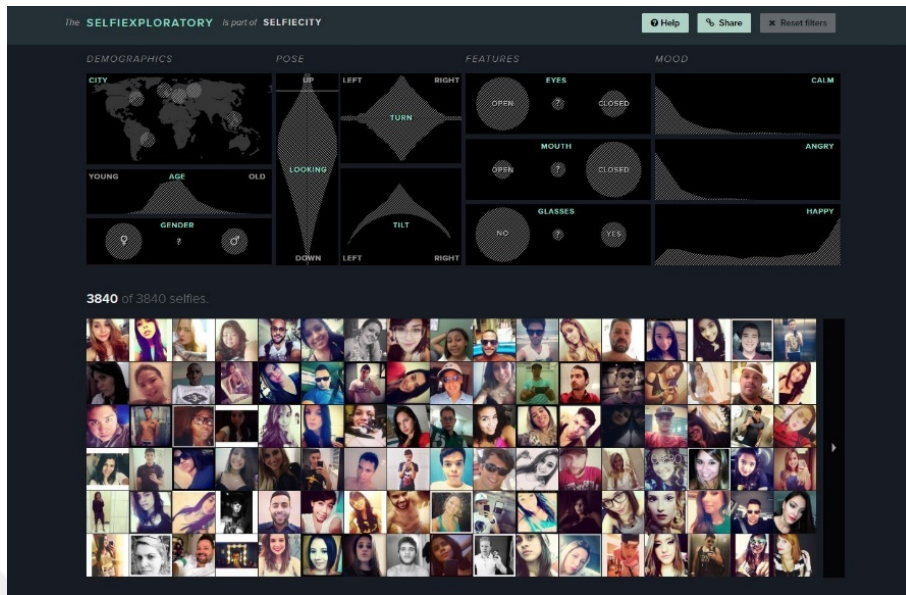 The SELFIEXPLORATORY Is part of SELFIECITY
Help
Share
× Reset filters
DEMOGRAPHICS
POSE
FEATURES
MOOD
CITY
YOUNG AGE OLD
GENDER
♀ ? ♂
UP
LOOKING
DOWN
LEFT RIGHT
TURN
TILT
LEFT RIGHT
EYES
OPEN ? CLOSED
MOUTH
OPEN ? CLOSED
GLASSES
NO ? YES
CALM
ANGRY
HAPPY
3840 of 3840 selfies.